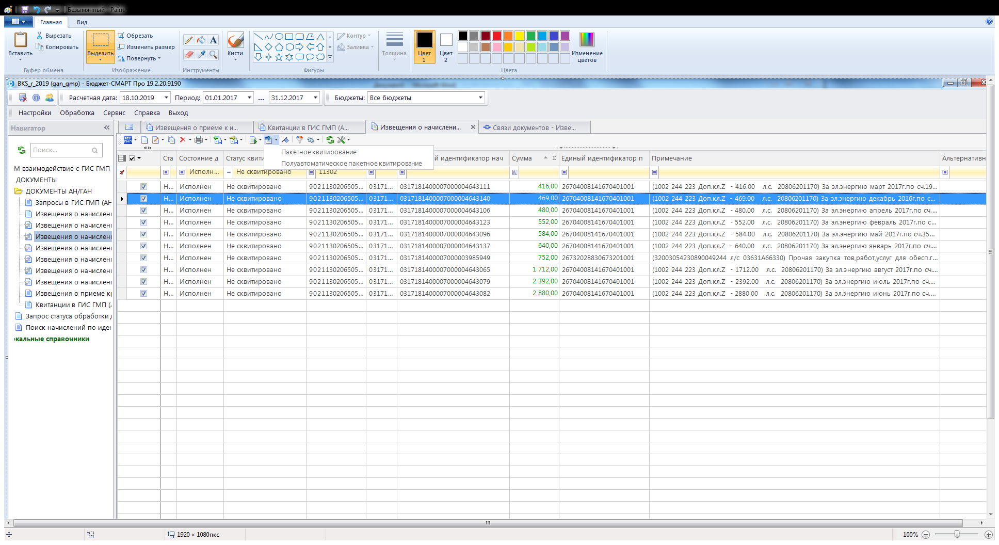 Безымянный - Paint
Главная
Вид
Вставить
Вырезать
Копировать
Буфер обмена
Выделить
Обрезать
Изменить размер
Повернуть
Изображение
Инструменты
Кисти
Фигуры
Контур
Заливка
Толщина
Цвет 1
Цвет 2
Изменение цветов
Цвета
BKS_r_2019 (gan_gmp) - Бюджет-СМАРТ Про 19.2.20.9190
Расчетная дата: 18.10.2019 Период: 01.01.2017 ... 31.12.2017 Бюджеты: Все бюджеты
Настройки Обработка Сервис Справка Выход
Навигатор
Извещения о приеме к и...
Квитанции в ГИС ГМП (А...
Извещения о начислени...
Связи документов - Изве...
Поиск...
Пакетное квитирование
Полуавтоматическое пакетное квитирование
Ста Состояние д Статус квити й идентификатор нач Сумма Единый идентификатор п Примечание Альтернативн
Исполн... Не сквитировано 11302
М взаимодействие с ГИС ГМП
ДОКУМЕНТЫ
ДОКУМЕНТЫ АН/ГАН
Запросы в ГИС ГМП (АН
Извещения о начислен
Извещения о начислен
Извещения о начислен
Извещения о начислен
Извещения о начислен
Извещения о начислен
Извещения о начислен
Извещения о приеме кр
Квитанции в ГИС ГМП (
Запрос статуса обработки д
Поиск начислений по иден
кальные справочники
Н... Исполнен Не сквитировано 9021130206505... 03171... 0317181400007000004643111 416,00 26704008141670401001 (1002 244 223 Доп.кл.Z - 416.00 л.с. 20806201170) За эл.энергию март 2017г.по сч.19...
Н... Исполнен Не сквитировано 9021130206505... 03171... 0317181400007000004643140 469,00 26704008141670401001 (1002 244 223 Доп.кл.Z - 469.00 л.с. 20806201170) За эл.энергию декабрь 2016г.по с...
Н... Исполнен Не сквитировано 9021130206505... 03171... 0317181400007000004643106 480,00 26704008141670401001 (1002 244 223 Доп.кл.Z - 480.00 л.с. 20806201170) За эл.энергию апрель 2017г.по сч....
Н... Исполнен Не сквитировано 9021130206505... 03171... 0317181400007000004643123 552,00 26704008141670401001 (1002 244 223 Доп.кл.Z - 552.00 л.с. 20806201170) За эл.энергию февраль 2017г.по с...
Н... Исполнен Не сквитировано 9021130206505... 03171... 0317181400007000004643096 584,00 26704008141670401001 (1002 244 223 Доп.кл.Z - 584.00 л.с. 20806201170) За эл.энергию май 2017г.по сч.35...
Н... Исполнен Не сквитировано 9021130206505... 03171... 0317181400007000004643137 640,00 26704008141670401001 (1002 244 223 Доп.кл.Z - 640.00 л.с. 20806201170) За эл.энергию январь 2017г.по сч...
Н... Исполнен Не сквитировано 9021130206505... 03171... 0317181400007000003985949 752,00 26732028830673201001 (32003054230890049244 л/с 03631А66330) Прочая закупка тов,работ,услуг для обесп.г...
Н... Исполнен Не сквитировано 9021130206505... 03171... 0317181400007000004643065 1 712,00 26704008141670401001 (1002 244 223 Доп.кл.Z - 1712.00 л.с. 20806201170) За эл.энергию август 2017г.по сч....
Н... Исполнен Не сквитировано 9021130206505... 03171... 0317181400007000004643079 2 392,00 26704008141670401001 (1002 244 223 Доп.кл.Z - 2392.00 л.с. 20806201170) За эл.энергию июль 2017г.по сч....
Н... Исполнен Не сквитировано 9021130206505... 03171... 0317181400007000004643082 2 880,00 26704008141670401001 (1002 244 223 Доп.кл.Z - 2880.00 л.с. 20806201170) За эл.энергию июнь 2017г.по сч....
1920 × 1080пкс
100%